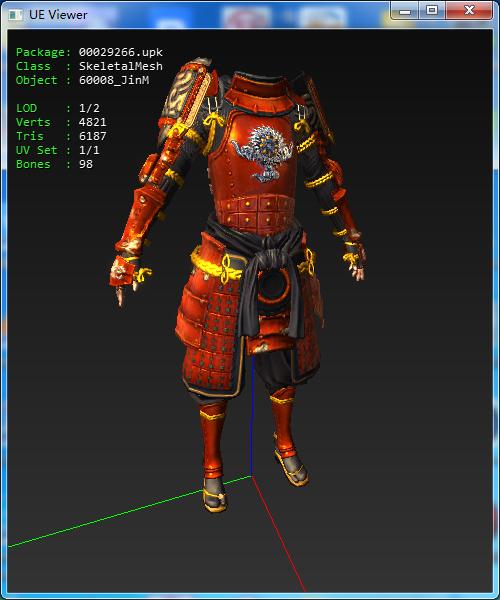 UE Viewer
Package: 00029266.upk
Class : SkeletalMesh
Object : 60008_JinM
LOD : 1/2
Verts : 4821
Tris : 6187
UV Set : 1/1
Bones : 98